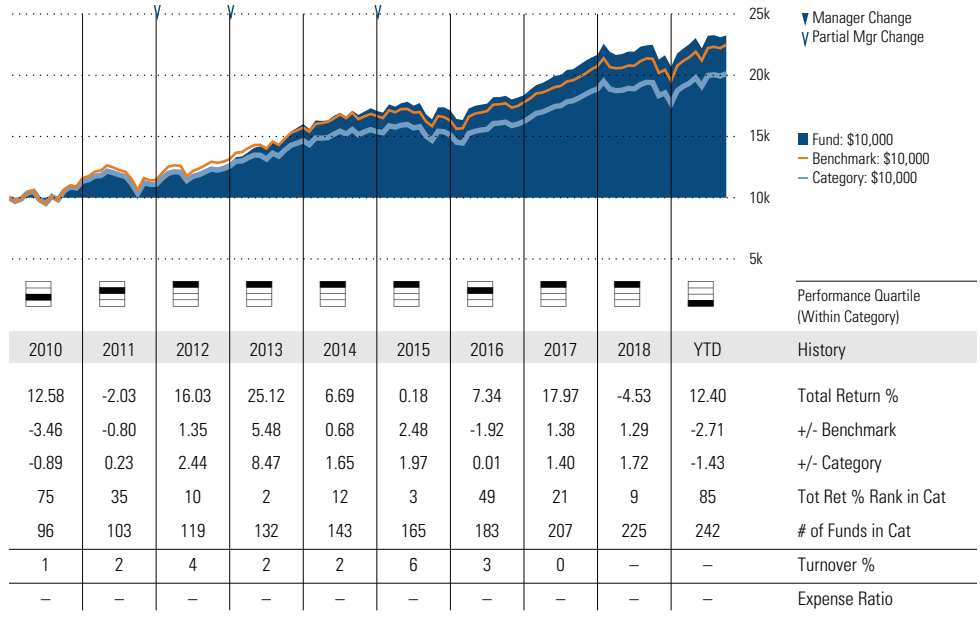 25k
20k
15k
10k
5k
Manager Change
Partial Mgr Change
Fund: $10,000
Benchmark: $10,000
Category: $10,000
Performance Quartile
(Within Category)
2010 2011 2012 2013 2014 2015 2016 2017 2018 YTD History
12.58 -2.03 16.03 25.12 6.69 0.18 7.34 17.97 -4.53 12.40 Total Return %
-3.46 -0.80 1.35 5.48 0.68 2.48 -1.92 1.38 1.29 -2.71 +/- Benchmark
-0.89 0.23 2.44 8.47 1.65 1.97 0.01 1.40 1.72 -1.43 +/- Category
75 35 10 2 12 3 49 21 9 85 Tot Ret % Rank in Cat
96 103 119 132 143 165 183 207 225 242 # of Funds in Cat
1 2 4 2 2 6 3 0 – – Turnover %
– – – – – – – – – – Expense Ratio